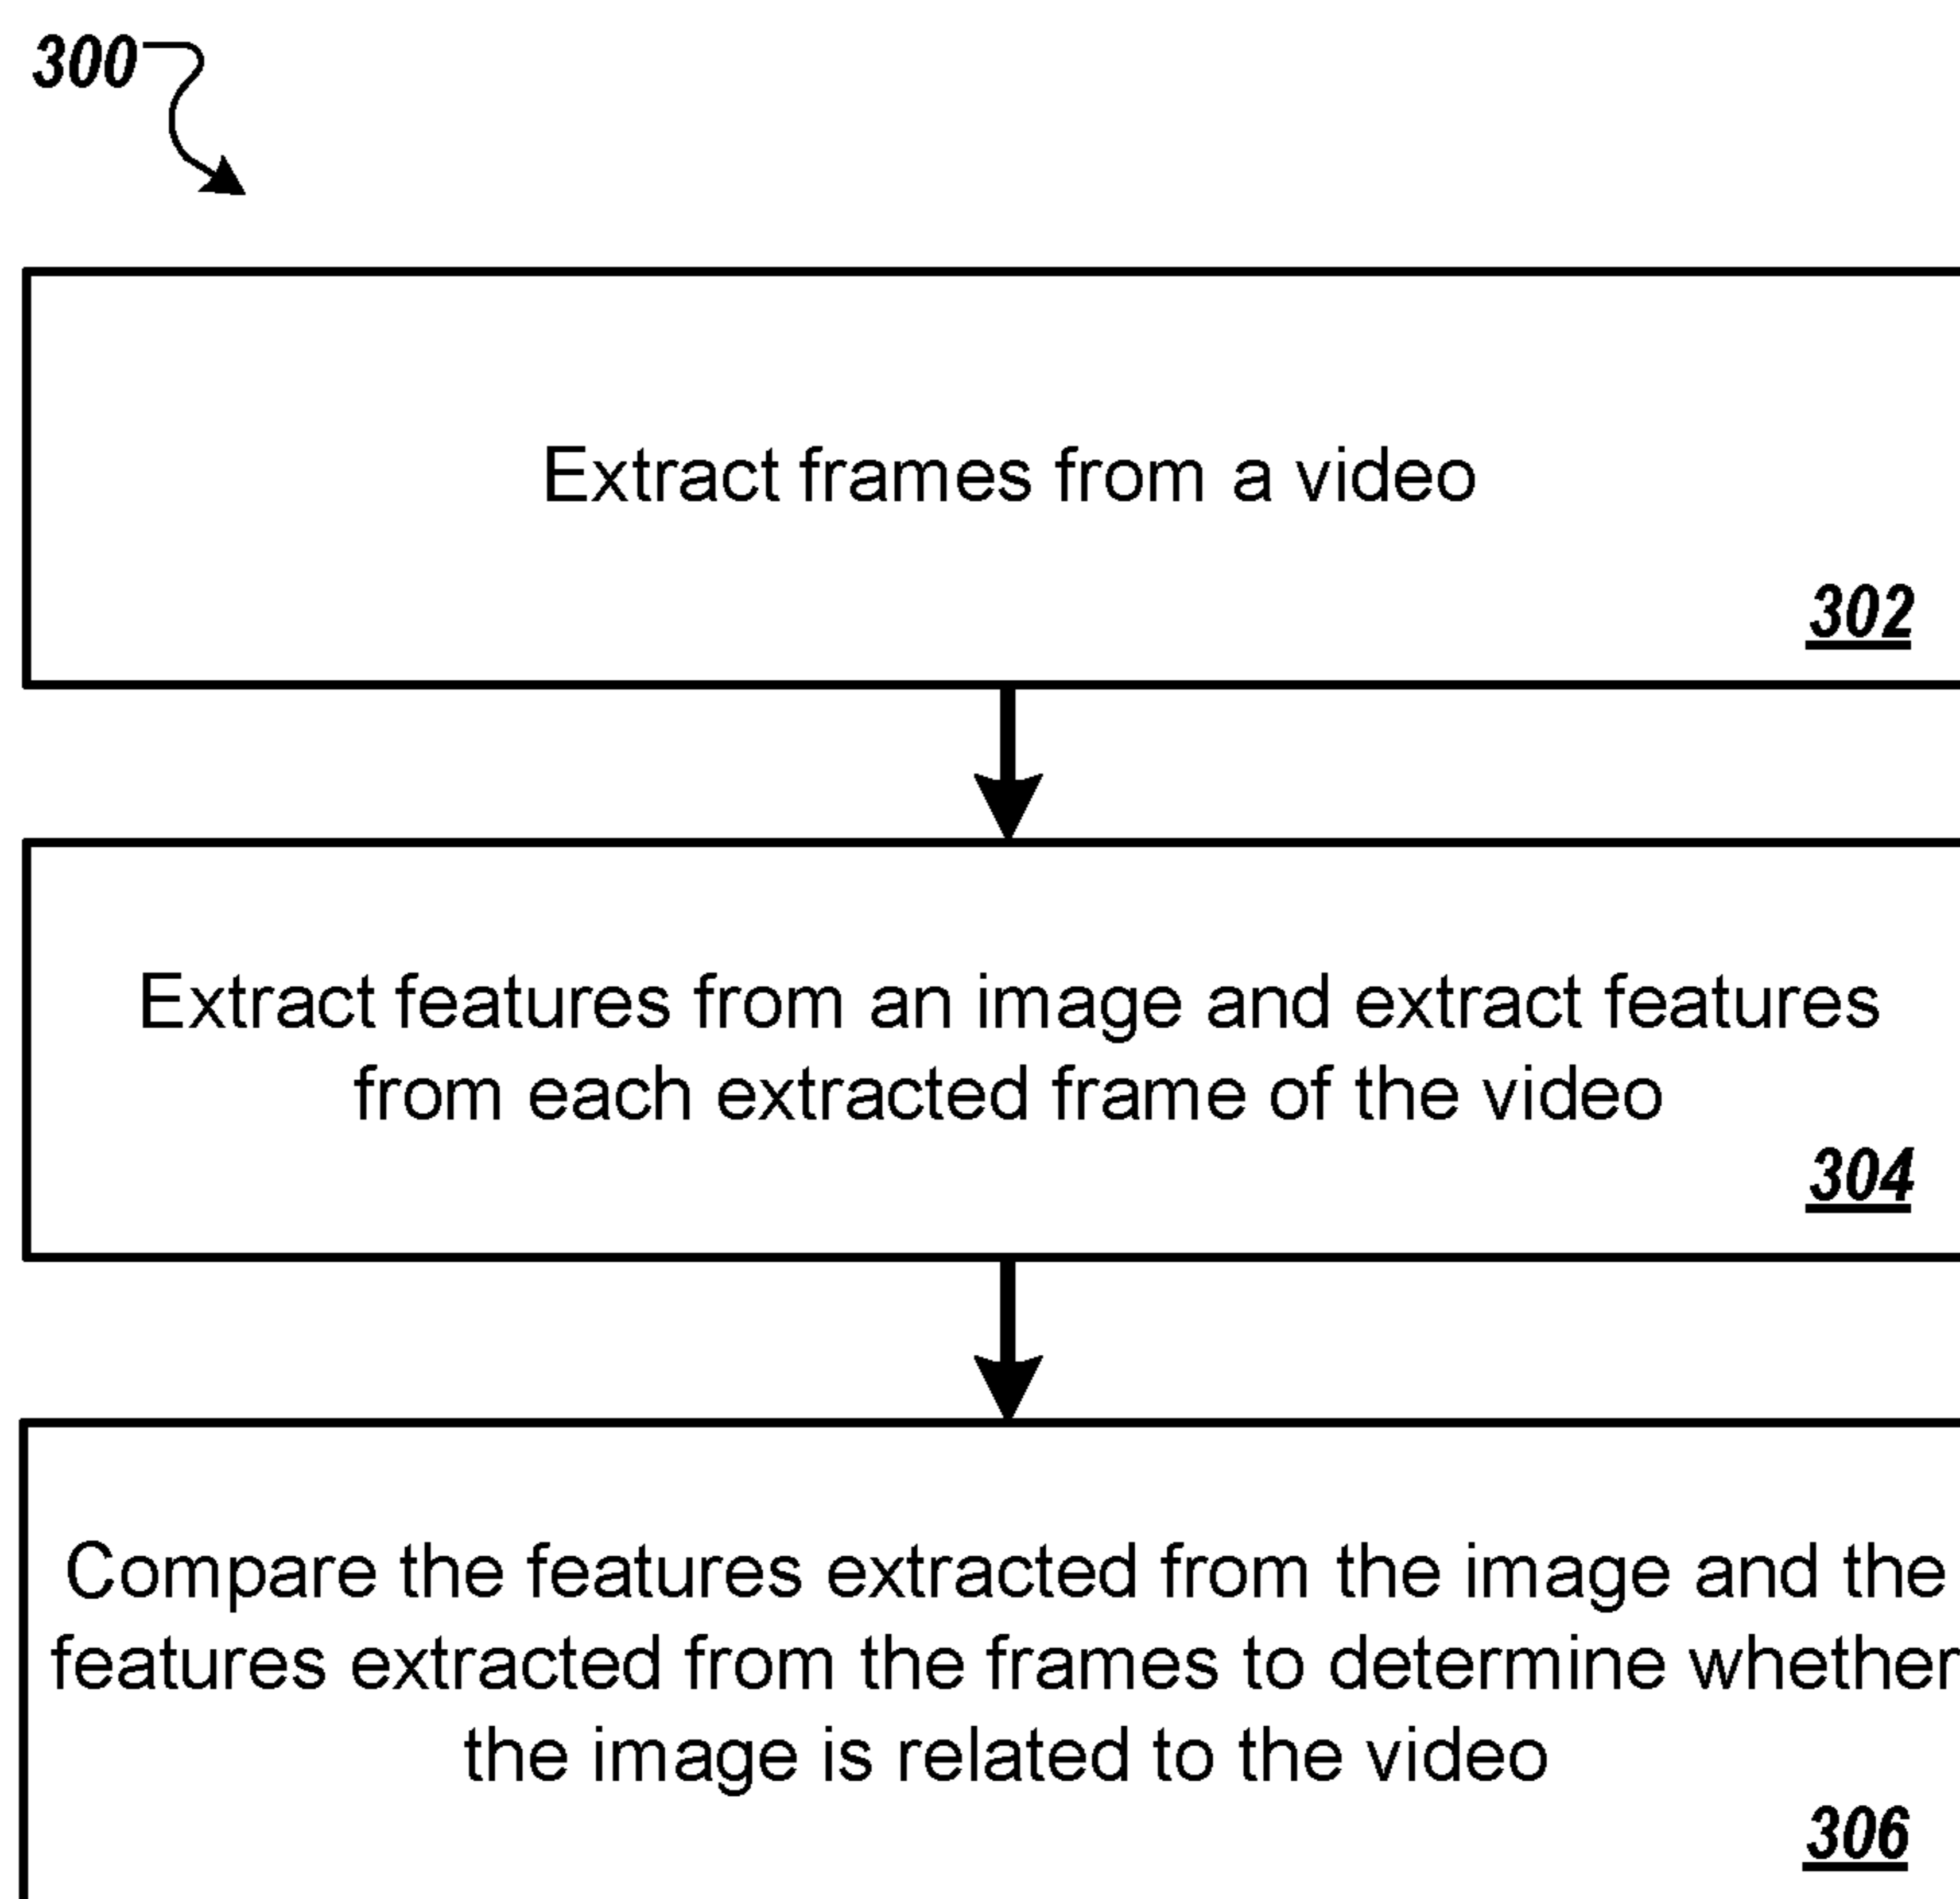 300
Extract frames from a video
302
Extract features from an image and extract features
from each extracted frame of the video
304
Compare the features extracted from the image and the
features extracted from the frames to determine whether
the image is related to the video
306